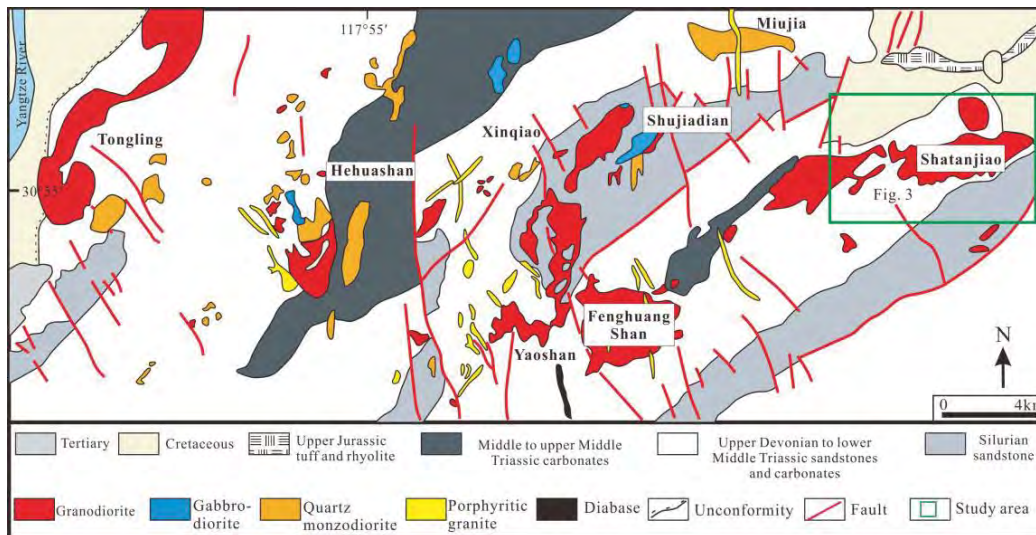 117°55′
Miujia
Yangtze River
Tongling
Xinqiao
Shujiadian
Hehuashan
Shatanjiao
30°55′
Fig. 3
Fenghuang
Shan
Yaoshan
N
0 4km
Tertiary
Cretaceous
Upper Jurassic
tuff and rhyolite
Middle to upper Middle
Triassic carbonates
Upper Devonian to lower
Middle Triassic sandstones
and carbonates
Silurian
sandstone
Granodiorite
Gabbro-
diorite
Quartz
monzodiorite
Porphyritic
granite
Diabase
Unconformity
Fault
Study area